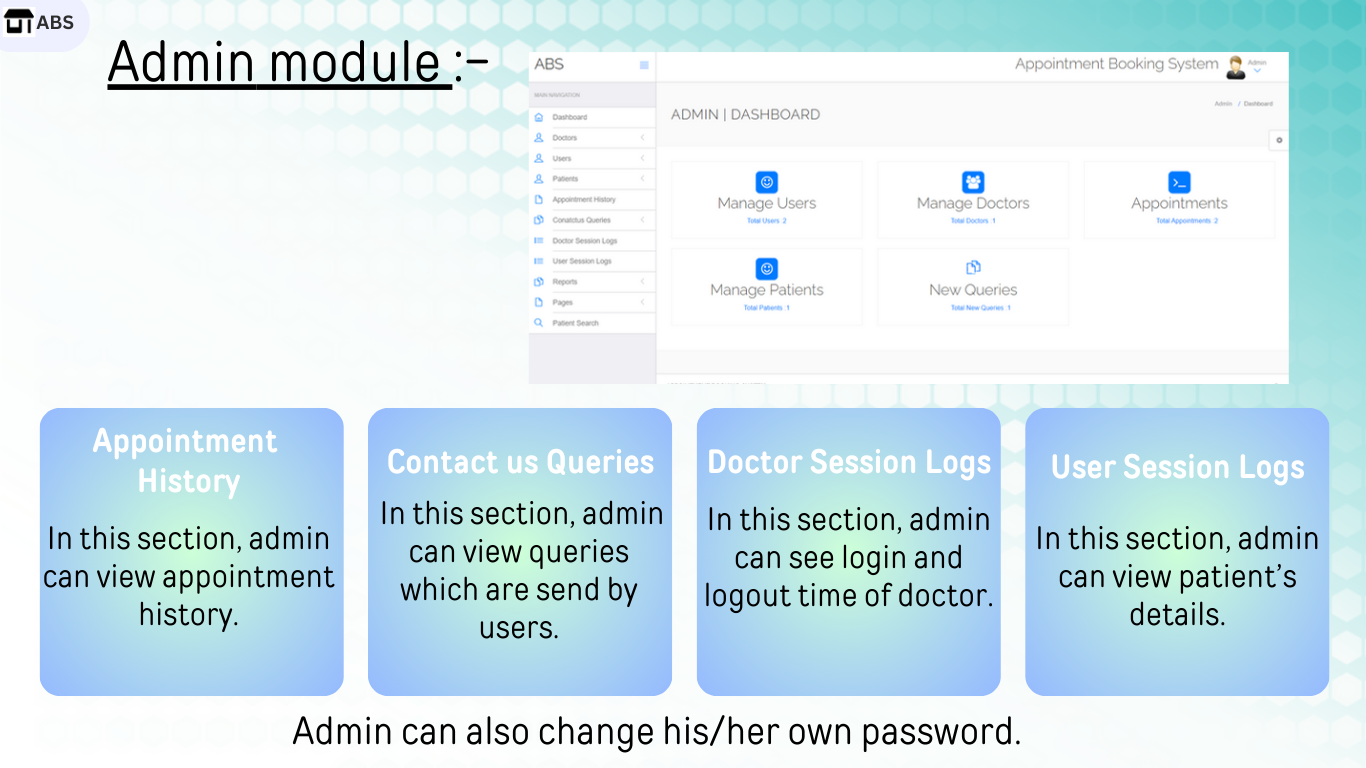 ABS
Admin module :-
ABS
Appointment Booking System
Admin
MAIN NAVIGATION
Admin / Dashboard
ADMIN | DASHBOARD
Dashboard
Doctors
Users
Patients
Appointment History
Conatctus Queries
Doctor Session Logs
User Session Logs
Reports
Pages
Patient Search
Manage Users
Total Users :2
Manage Doctors
Total Doctors :1
Appointments
Total Appointments :2
Manage Patients
Total Patients :1
New Queries
Total New Queries :1
Appointment
History
In this section, admin
can view appointment
history.
Contact us Queries
In this section, admin
can view queries
which are send by
users.
Doctor Session Logs
In this section, admin
can see login and
logout time of doctor.
User Session Logs
In this section, admin
can view patient’s
details.
Admin can also change his/her own password.